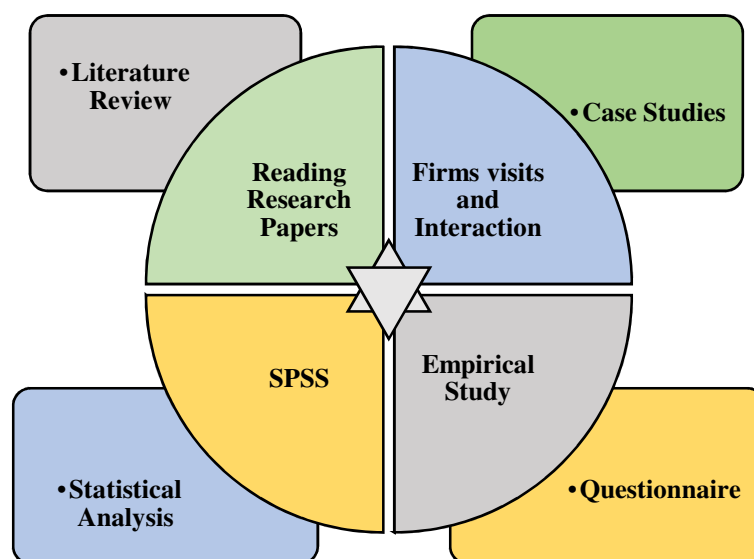 •Literature
Review
•Case Studies
Reading
Research
Papers
Firms visits
and
Interaction
SPSS
Empirical
Study
•Statistical
Analysis
•Questionnaire